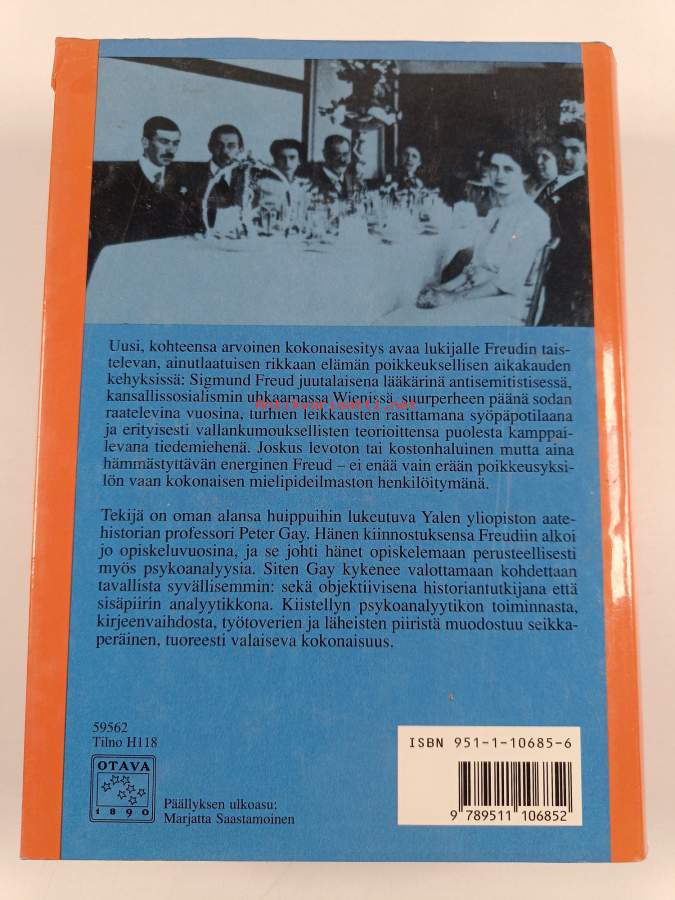 Uusi, kohteensa arvoinen kokonaisesitys avaa lukijalle Freudin tais-
televan, ainutlaatuisen rikkaan elämän poikkeuksellisen aikakauden
kehyksissä: Sigmund Freud juutalaisena lääkärinä antisemitistisessä,
kansallissosialismin uhkaamassa Wienissä, suurperheen päänä sodan
raatelevina vuosina, turhien leikkausten rasittamana syöpäpotilaana
ja erityisesti vallankumouksellisten teorioittensa puolesta kamppai-
levana tiedemiehenä. Joskus levoton tai kostonhaluinen mutta aina
hämmästyttävän energinen Freud – ei enää vain erään poikkeusyksi-
lön vaan kokonaisen mielipideilmaston henkilöitymänä.
Tekijä on oman alansa huippuihin lukeutuva Yalen yliopiston aate-
historian professori Peter Gay. Hänen kiinnostuksensa Freudiin alkoi
jo opiskeluvuosina, ja se johti hänet opiskelemaan perusteellisesti
myös psykoanalyysia. Siten Gay kykenee valottamaan kohdettaan
tavallista syvällisemmin: sekä objektiivisena historiantutkijana että
sisäpiirin analyytikkona. Kiistellyn psykoanalyytikon toiminnasta,
kirjeenvaihdosta, työtoverien ja läheisten piiristä muodostuu seikka-
peräinen, tuoreesti valaiseva kokonaisuus.
59562
Tilno H118
OTAVA
1890
Päällyksen ulkoasu:
Marjatta Saastamoinen
ISBN 951-1-10685-6
9 789511 106852